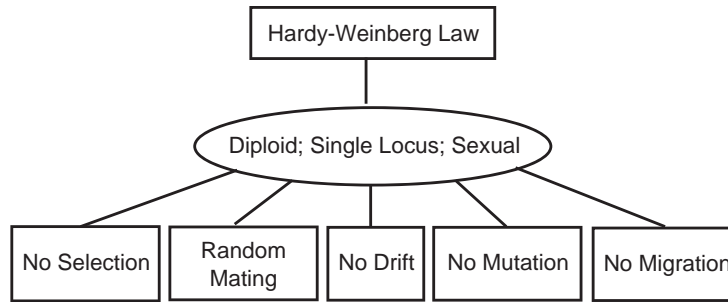 Hardy-Weinberg Law
Diploid; Single Locus; Sexual
No Selection
Random
Mating
No Drift
No Mutation
No Migration